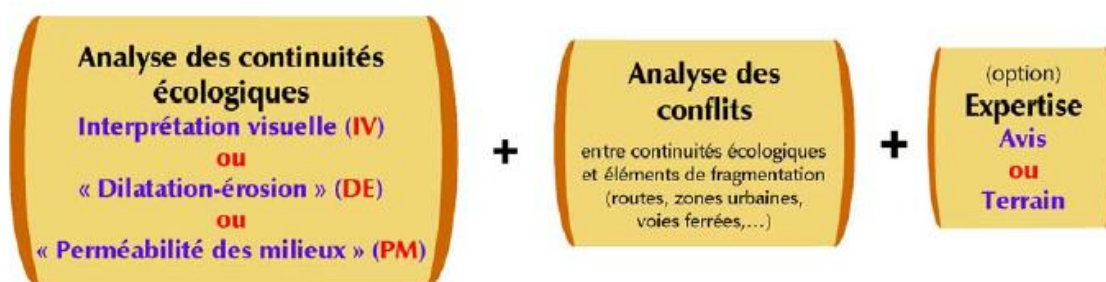 Analyse des continuités
écologiques
Interprétation visuelle (IV)
ou
« Dilatation-érosion » (DE)
ou
« Perméabilité des milieux » (PM)
+
Analyse des
conflits
entre continuités écologiques
et éléments de fragmentation
(routes, zones urbaines,
voies ferrées,...)
+
(option)
Expertise
Avis
ou
Terrain